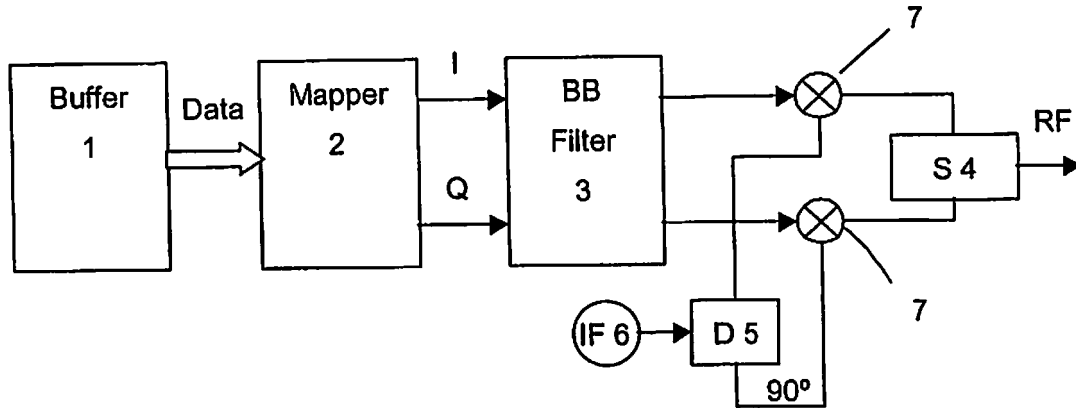 7
Buffer
1
Data
Mapper
2
I
Q
BB
Filter
3
RF
S 4
7
IF 6
D 5
90º